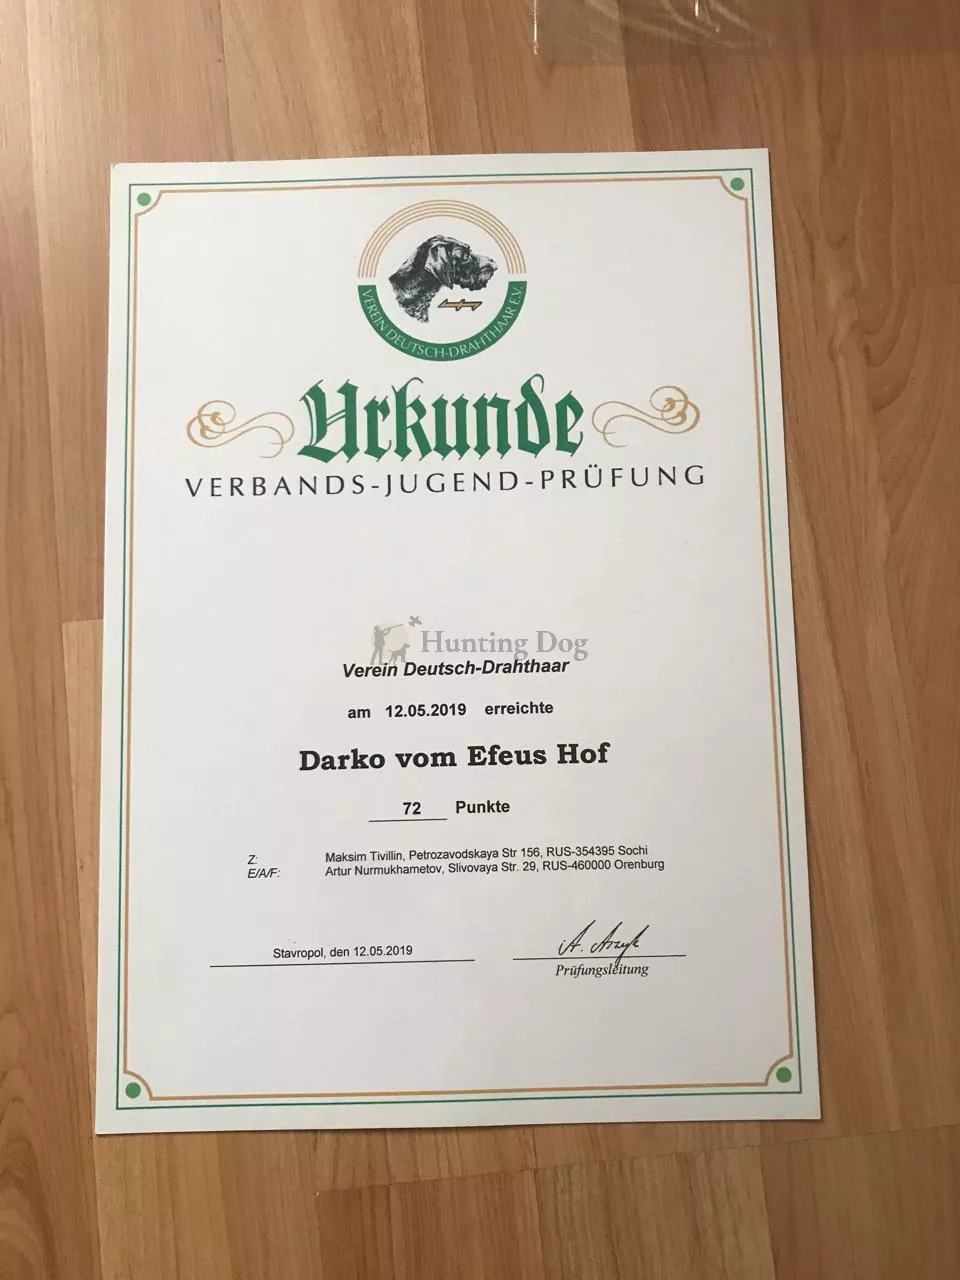 VEREIN DEUTSCH-DRAHTHAAR E.V.
Urkunde
VERBANDS-JUGEND-PRÜFUNG
Hunting Dog
Verein Deutsch-Drahthaar
am 12.05.2019 erreichte
Darko vom Efeus Hof
72 Punkte
Z: Maksim Tivillin, Petrozavodskaya Str 156, RUS-354395 Sochi
E/A/F: Artur Nurmukhametov, Slivovaya Str. 29, RUS-460000 Orenburg
Stavropol, den 12.05.2019
Prüfungsleitung